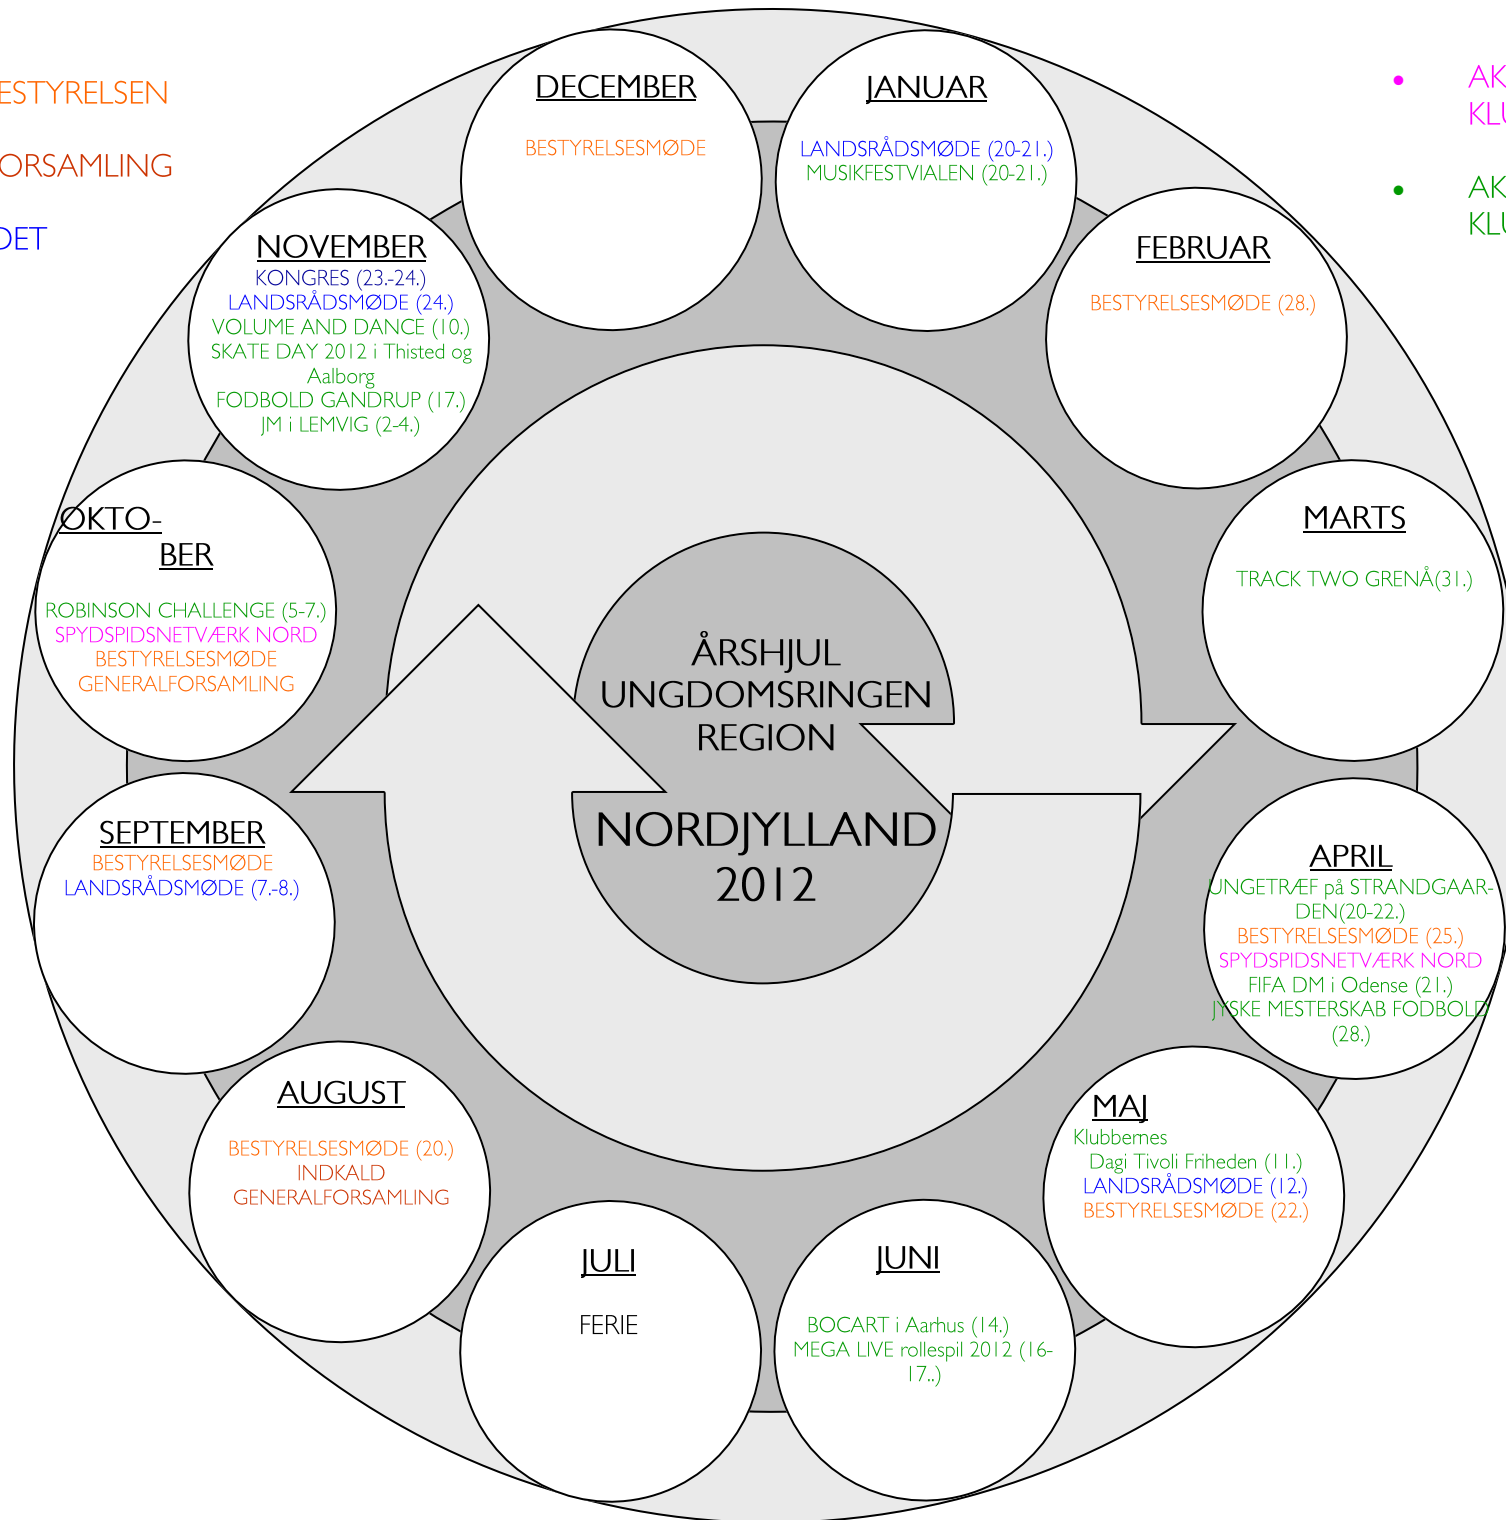 ESTYRELSEN
ORSAMLING
DET
AK
KLU
AK
KLU
DECEMBER
BESTYRELSESMØDE
JANUAR
LANDSRÅDSMØDE (20-21.)
MUSIKFESTVIALEN (20-21.)
FEBRUAR
BESTYRELSESMØDE (28.)
MARTS
TRACK TWO GRENÅ(31.)
APRIL
UNGETRÆF på STRANDGAAR-
DEN(20-22.)
BESTYRELSESMØDE (25.)
SPYDSPIDSNETVÆRK NORD
FIFA DM i Odense (21.)
JYSKE MESTERSKAB FODBOLD
(28.)
MAJ
Klubbernes
Dagi Tivoli Friheden (11.)
LANDSRÅDSMØDE (12.)
BESTYRELSESMØDE (22.)
JUNI
BOCART i Aarhus (14.)
MEGA LIVE rollespil 2012 (16-
17..)
JULI
FERIE
AUGUST
BESTYRELSESMØDE (20.)
INDKALD
GENERALFORSAMLING
SEPTEMBER
BESTYRELSESMØDE
LANDSRÅDSMØDE (7.-8.)
OKTO-
BER
ROBINSON CHALLENGE (5-7.)
SPYDSPIDSNETVÆRK NORD
BESTYRELSESMØDE
GENERALFORSAMLING
NOVEMBER
KONGRES (23.-24.)
LANDSRÅDSMØDE (24.)
VOLUME AND DANCE (10.)
SKATE DAY 2012 i Thisted og
Aalborg
FODBOLD GANDRUP (17.)
JM i LEMVIG (2-4.)
ÅRSHJUL
UNGDOMSRINGEN
REGION
NORDJYLLAND
2012